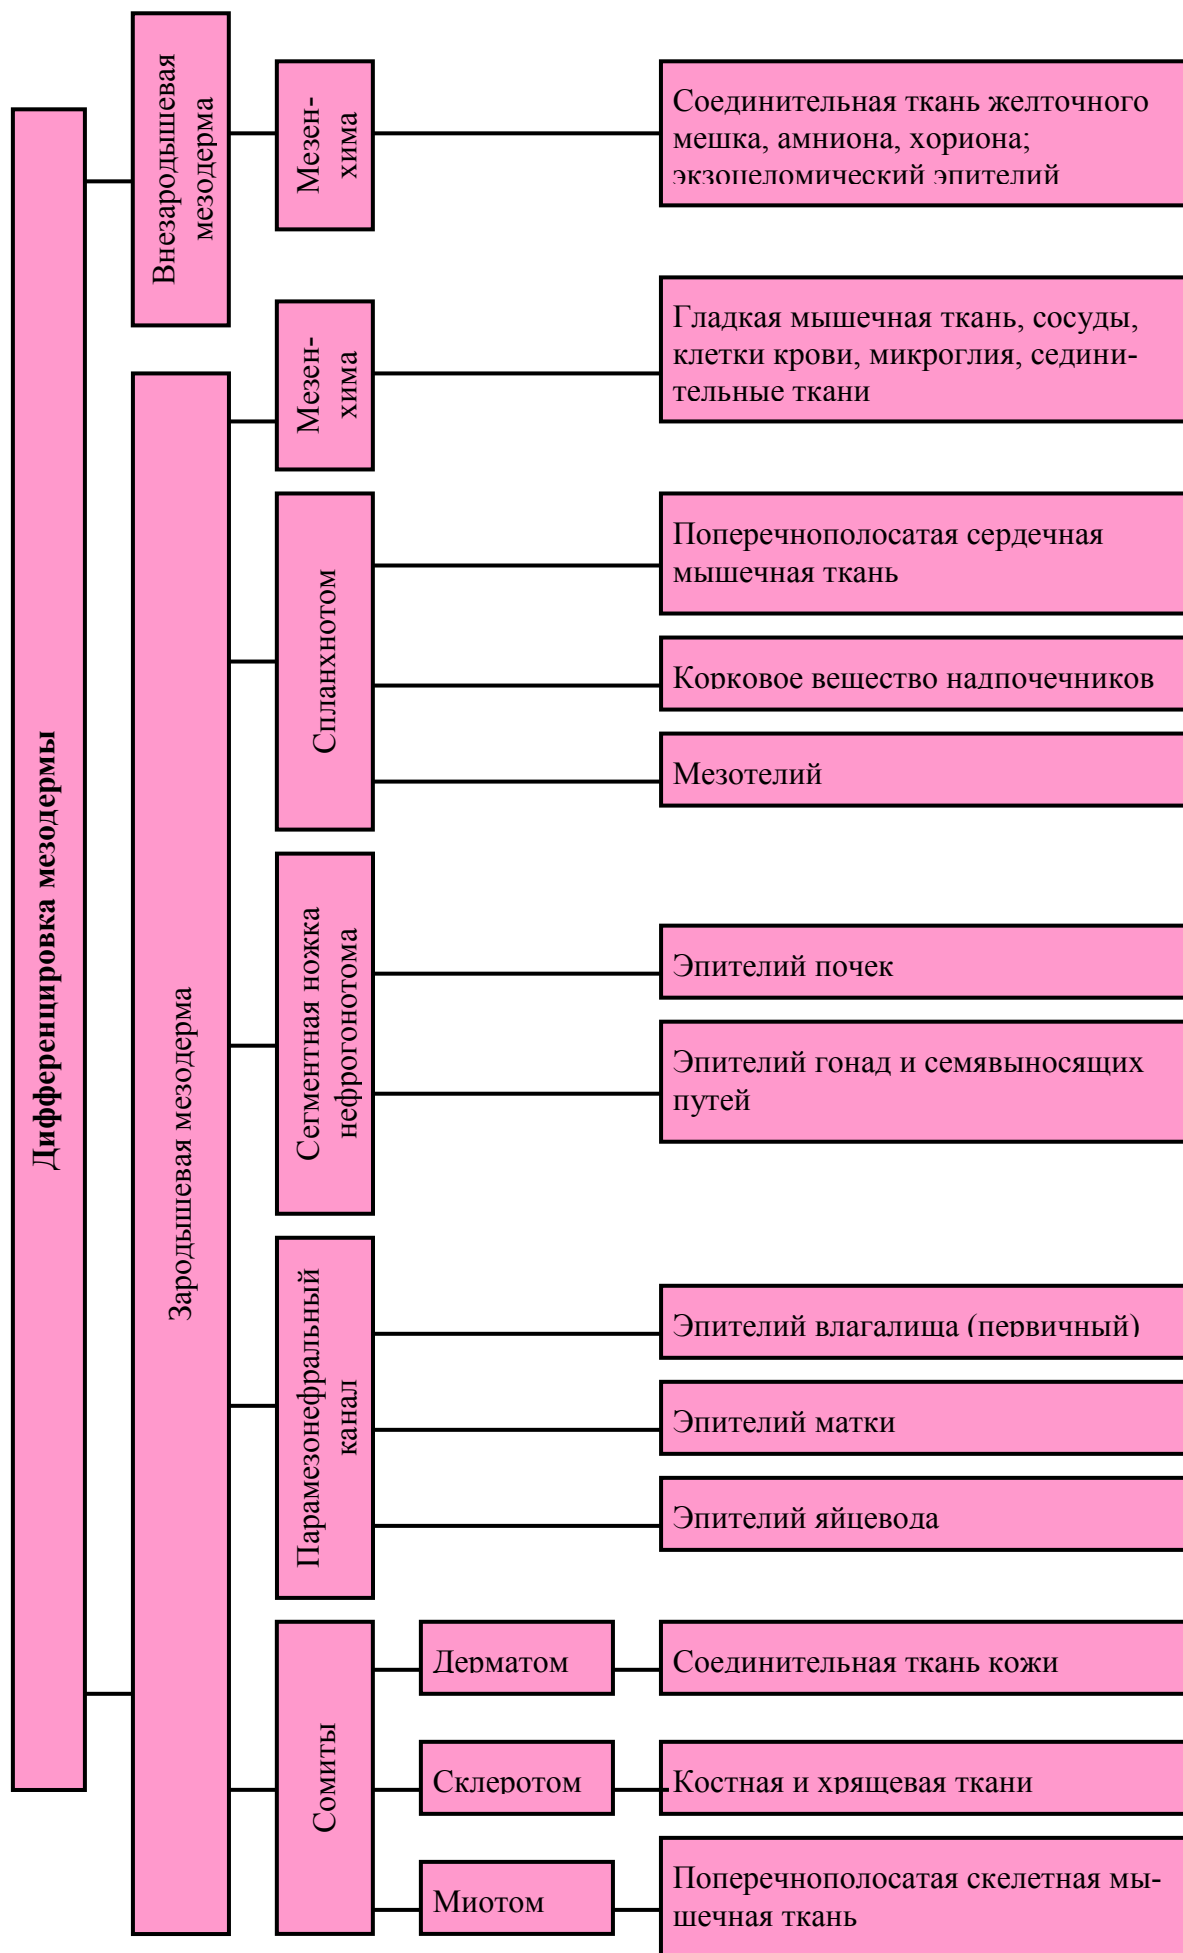 Дифференцировка мезодермы
Внезародышевая
мезодерма
Мезен-
хима
Соединительная ткань желточного
мешка, амниона, хориона;
экзоцеломический эпителий
Зародышевая мезодерма
Мезен-
хима
Гладкая мышечная ткань, сосуды,
клетки крови, микроглия, седини-
тельные ткани
Спланхнотом
Поперечнополосатая сердечная
мышечная ткань
Корковое вещество надпочечников
Мезотелий
Сегментная ножка
нефрогонотома
Эпителий почек
Эпителий гонад и семявыносящих
путей
Парамезонефральный
канал
Эпителий влагалища (первичный)
Эпителий матки
Эпителий яйцевода
Сомиты
Дерматом
Соединительная ткань кожи
Склеротом
Костная и хрящевая ткани
Миотом
Поперечнополосатая скелетная мы-
шечная ткань